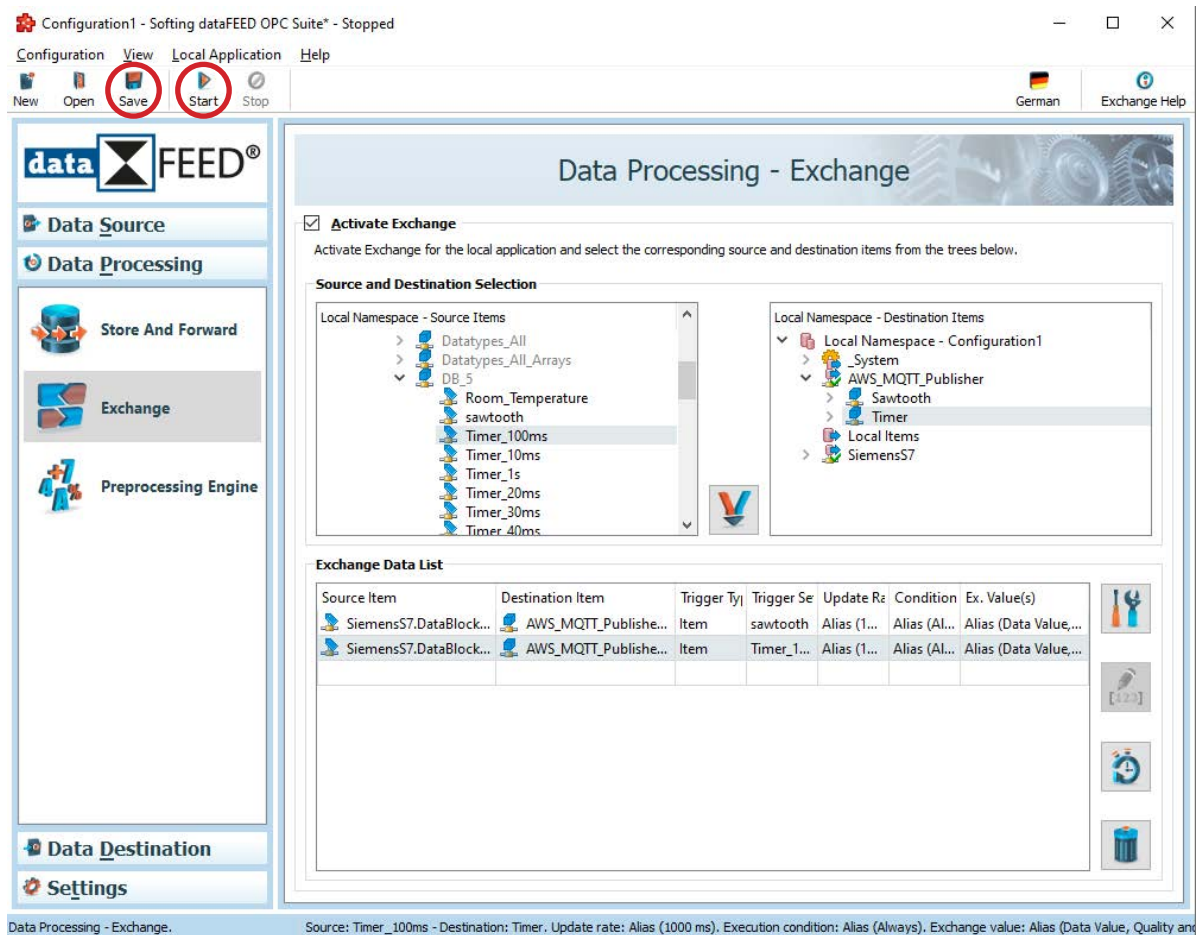 Configuration1 - Softing dataFEED OPC Suite* - Stopped
Configuration View Local Application Help
New Open Save Start Stop German Exchange Help
data FEED®
Data Source
Data Processing
Store And Forward
Exchange
Preprocessing Engine
Data Destination
Settings
Data Processing - Exchange
Activate Exchange
Activate Exchange for the local application and select the corresponding source and destination items from the trees below.
Source and Destination Selection
Local Namespace - Source Items
Datatypes_All
Datatypes_All_Arrays
DB_5
Room_Temperature
sawtooth
Timer_100ms
Timer_10ms
Timer_1s
Timer_20ms
Timer_30ms
Timer_40ms
Local Namespace - Destination Items
Local Namespace - Configuration1
_System
AWS_MQTT_Publisher
Sawtooth
Timer
Local Items
SiemensS7
Exchange Data List
Source Item Destination Item Trigger Typ Trigger Se Update Ra Condition Ex. Value(s)
SiemensS7.DataBlock... AWS_MQTT_Publishe... Item sawtooth Alias (1... Alias (Al... Alias (Data Value,...
SiemensS7.DataBlock... AWS_MQTT_Publishe... Item Timer_1... Alias (1... Alias (Al... Alias (Data Value,...
[123]
Data Processing - Exchange. Source: Timer_100ms - Destination: Timer. Update rate: Alias (1000 ms). Execution condition: Alias (Always). Exchange value: Alias (Data Value, Quality and